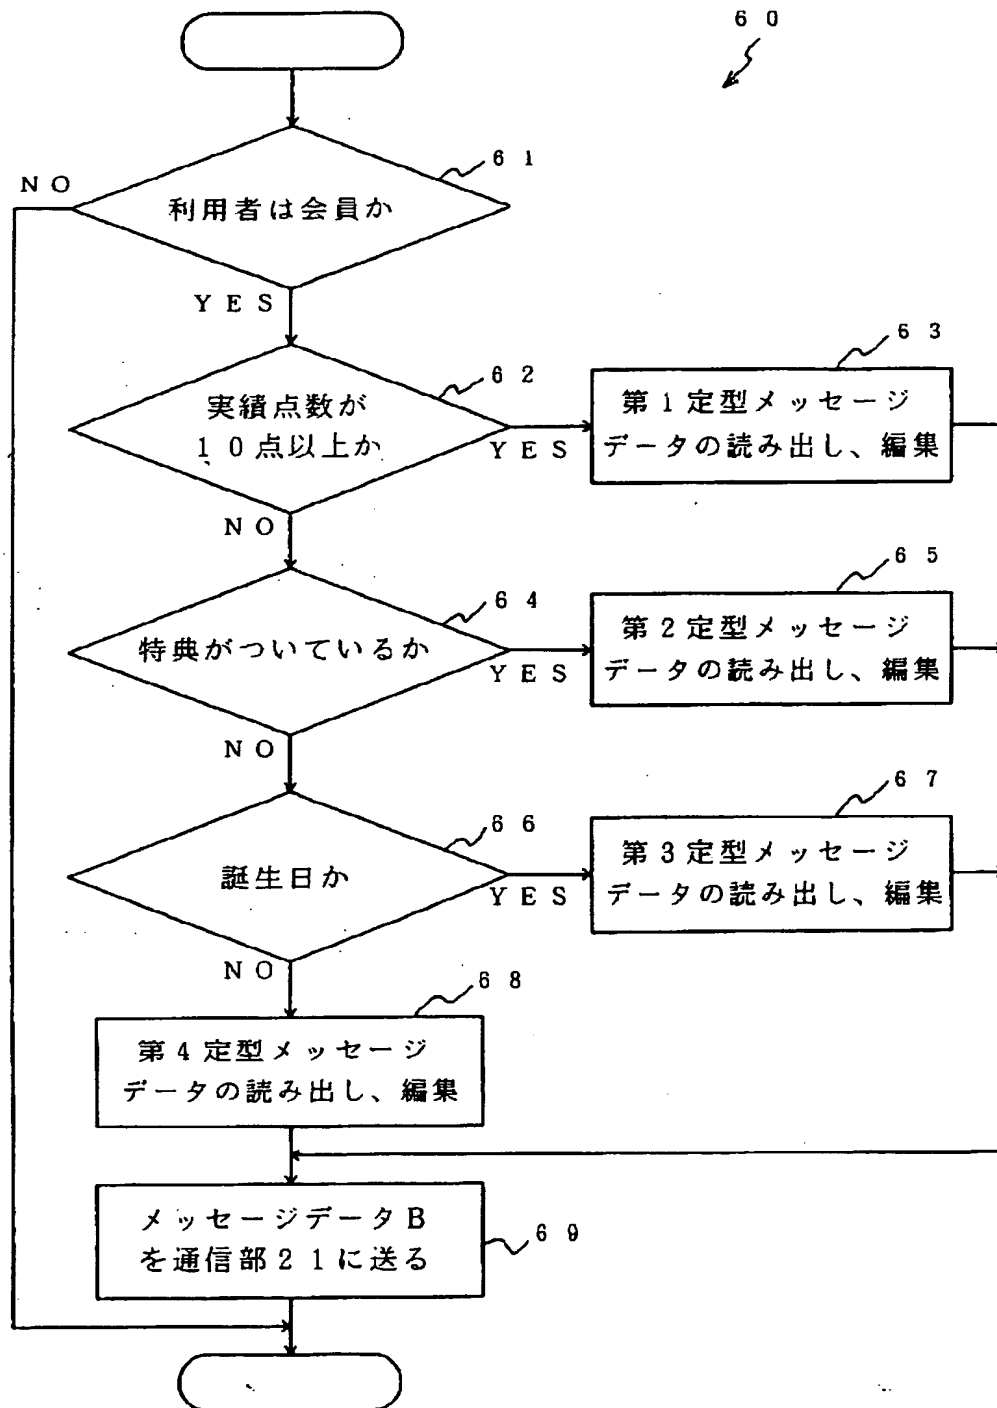 60
61
NO
利用者は会員か
YES
62
実績点数が
10点以上か
YES
NO
63
第1定型メッセージ
データの読み出し、編集
64
特典がついているか
YES
NO
65
第2定型メッセージ
データの読み出し、編集
66
誕生日か
YES
NO
67
第3定型メッセージ
データの読み出し、編集
68
第4定型メッセージ
データの読み出し、編集
メッセージデータB
を通信部21に送る
69